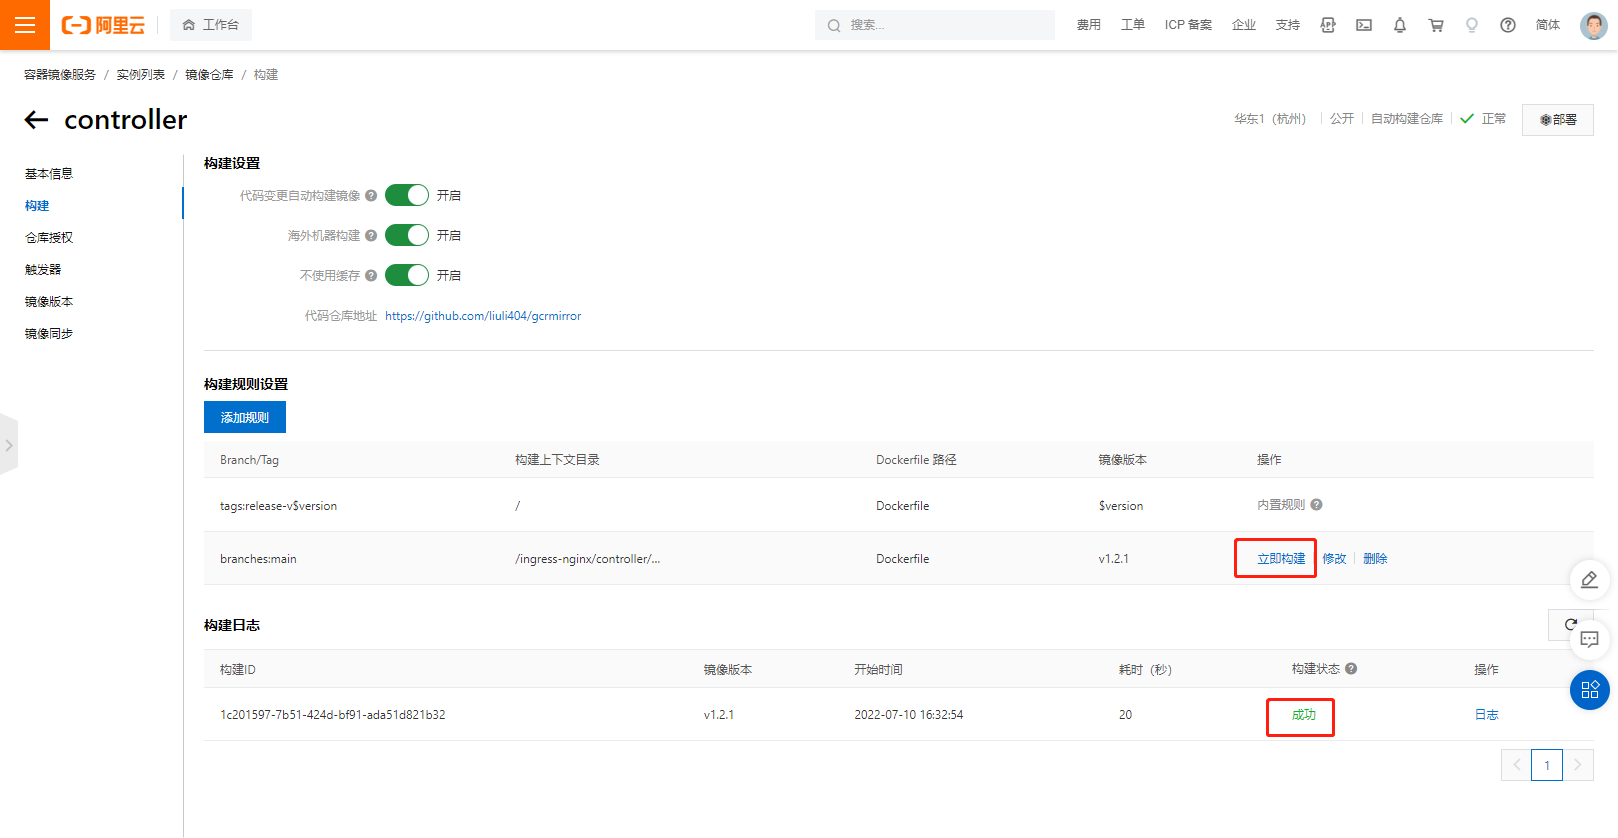 阿里云 工作台 搜索... 费用 工单 ICP 备案 企业 支持 简体
容器镜像服务 / 实例列表 / 镜像仓库 / 构建
controller 华东1（杭州） 公开 自动构建仓库 正常 部署
基本信息
构建
仓库授权
触发器
镜像版本
镜像同步
构建设置
代码变更自动构建镜像 开启
海外机器构建 开启
不使用缓存 开启
代码仓库地址 https://github.com/liuli404/gcrmirror
构建规则设置
添加规则
Branch/Tag 构建上下文目录 Dockerfile 路径 镜像版本 操作
tags:release-v$version / Dockerfile $version 内置规则
branches:main /ingress-nginx/controller/... Dockerfile v1.2.1 立即构建 修改 删除
构建日志
构建ID 镜像版本 开始时间 耗时（秒） 构建状态 操作
1c201597-7b51-424d-bf91-ada51d821b32 v1.2.1 2022-07-10 16:32:54 20 成功 日志
1